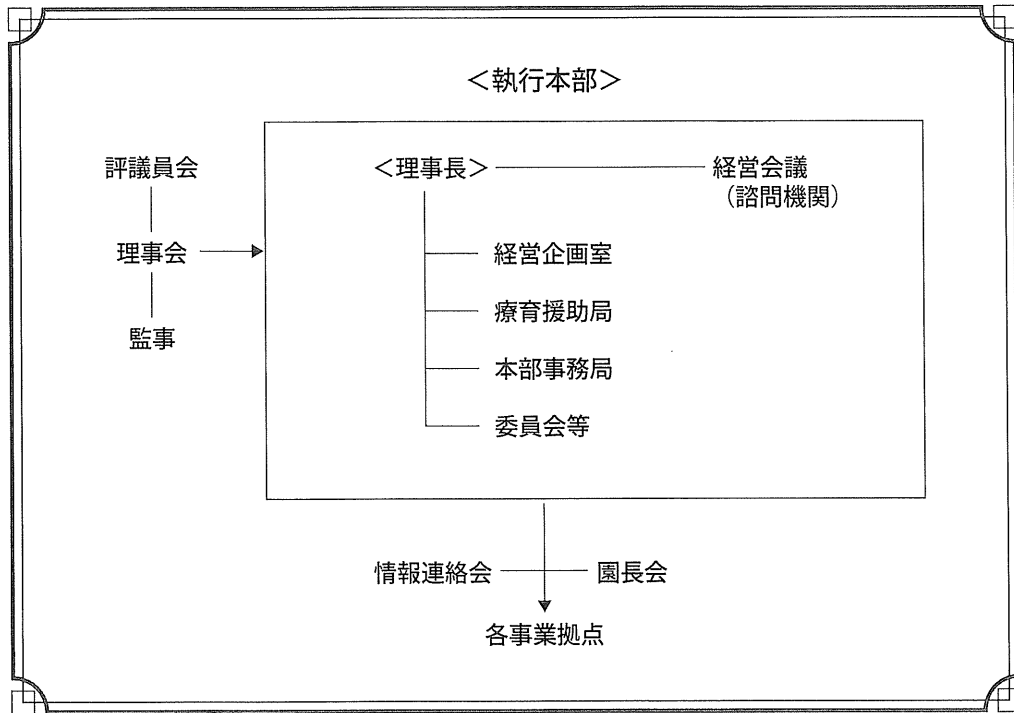 <執行本部>
評議員会
理事会
監事
<理事長>
経営会議
(諮問機関)
経営企画室
療育援助局
本部事務局
委員会等
情報連絡会
園長会
各事業拠点